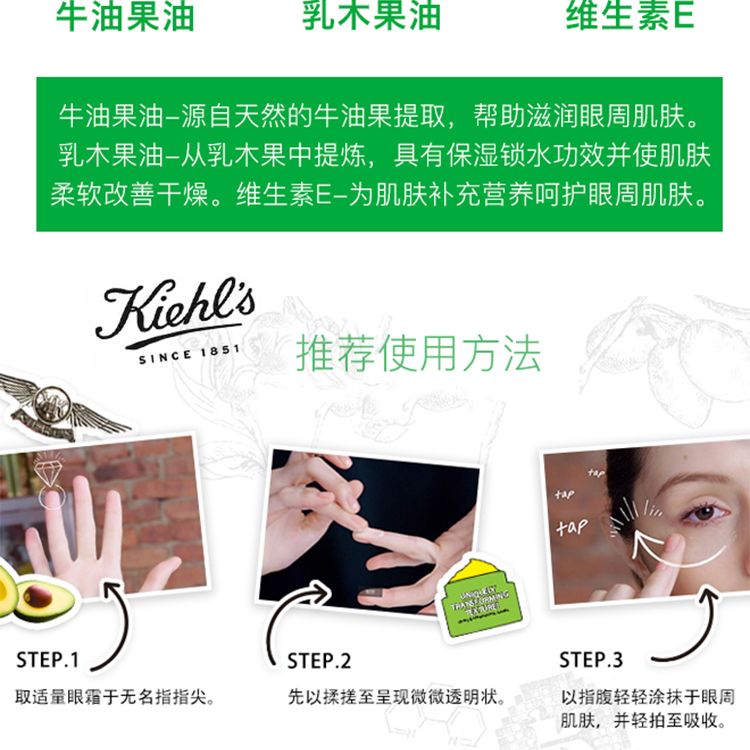 牛油果油 乳木果油 维生素E
牛油果油-源自天然的牛油果提取，帮助滋润眼周肌肤。
乳木果油-从乳木果中提炼，具有保湿锁水功效并使肌肤
柔软改善干燥。维生素E-为肌肤补充营养呵护眼周肌肤。
Kiehl's
SINCE 1851
推荐使用方法
tap
tap
tap
UNIQUELY
TRANSFORMING
TEXTURE!
STEP.1
取适量眼霜于无名指指尖。
STEP.2
先以揉搓至呈现微微透明状。
STEP.3
以指腹轻轻涂抹于眼周
肌肤，并轻拍至吸收。